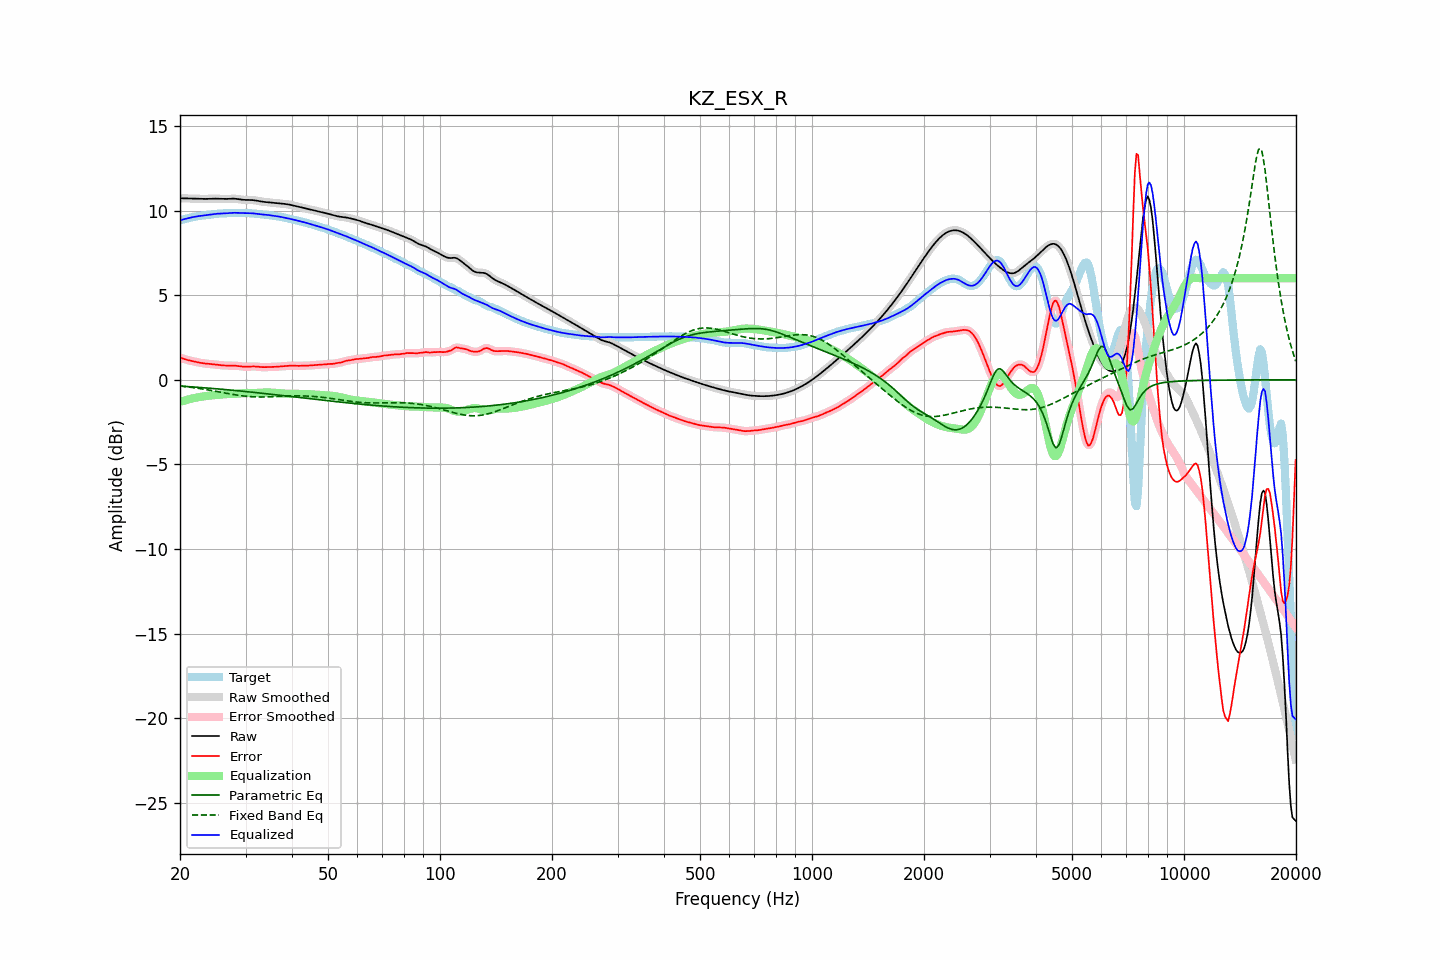 KZ_ESX_R
15
10
5
0
−5
−10
−15
−20
−25
Amplitude (dBr)
Target
Raw Smoothed
Error Smoothed
Raw
Error
Equalization
Parametric Eq
Fixed Band Eq
Equalized
20 50 100 200 500 1000 2000 5000 10000 20000
Frequency (Hz)